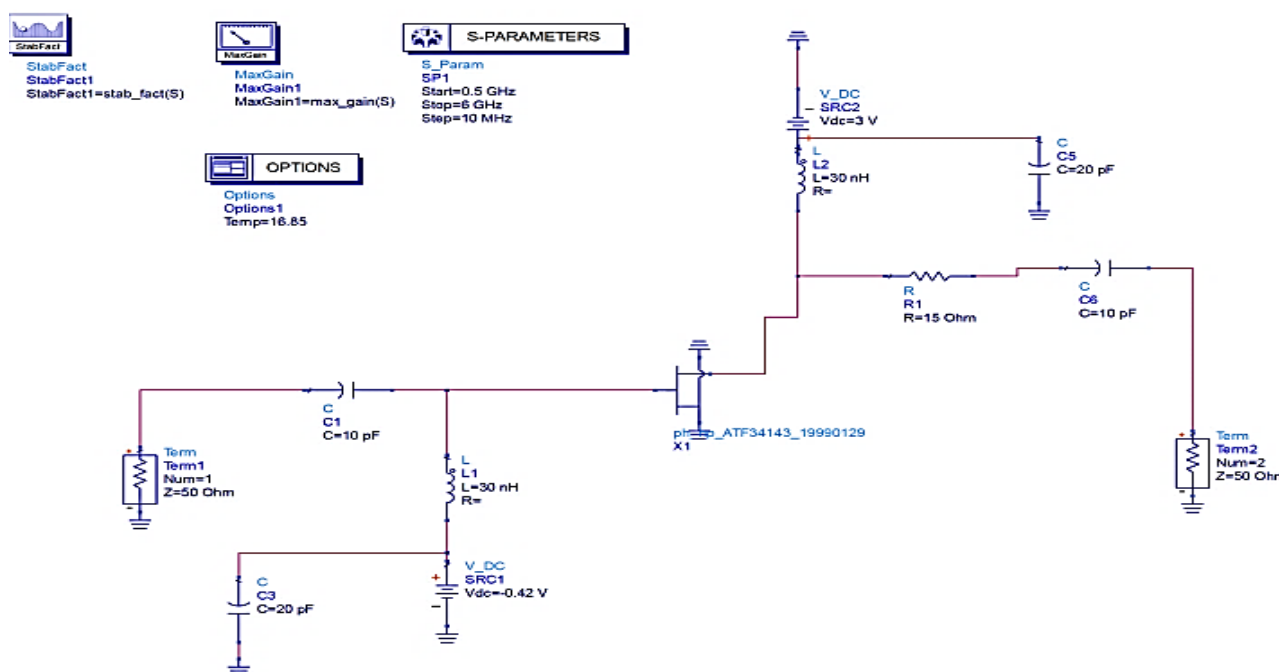 StabFact
StabFact
StabFact1
StabFact1=stab_fact(S)
MaxGain
MaxGain
MaxGain1
MaxGain1=max_gain(S)
S-PARAMETERS
S_Param
SP1
Start=0.5 GHz
Stop=6 GHz
Step=10 MHz
OPTIONS
Options
Options1
Temp=16.85
V_DC
SRC2
Vdc=3 V
L
L2
L=30 nH
R=
C
C5
C=20 pF
R
R1
R=15 Ohm
C
C6
C=10 pF
C
C1
C=10 pF
X1
Term
Term1
Num=1
Z=50 Ohm
L
L1
L=30 nH
R=
Term
Term2
Num=2
Z=50 Ohm
C
C3
C=20 pF
V_DC
SRC1
Vdc=-0.42 V